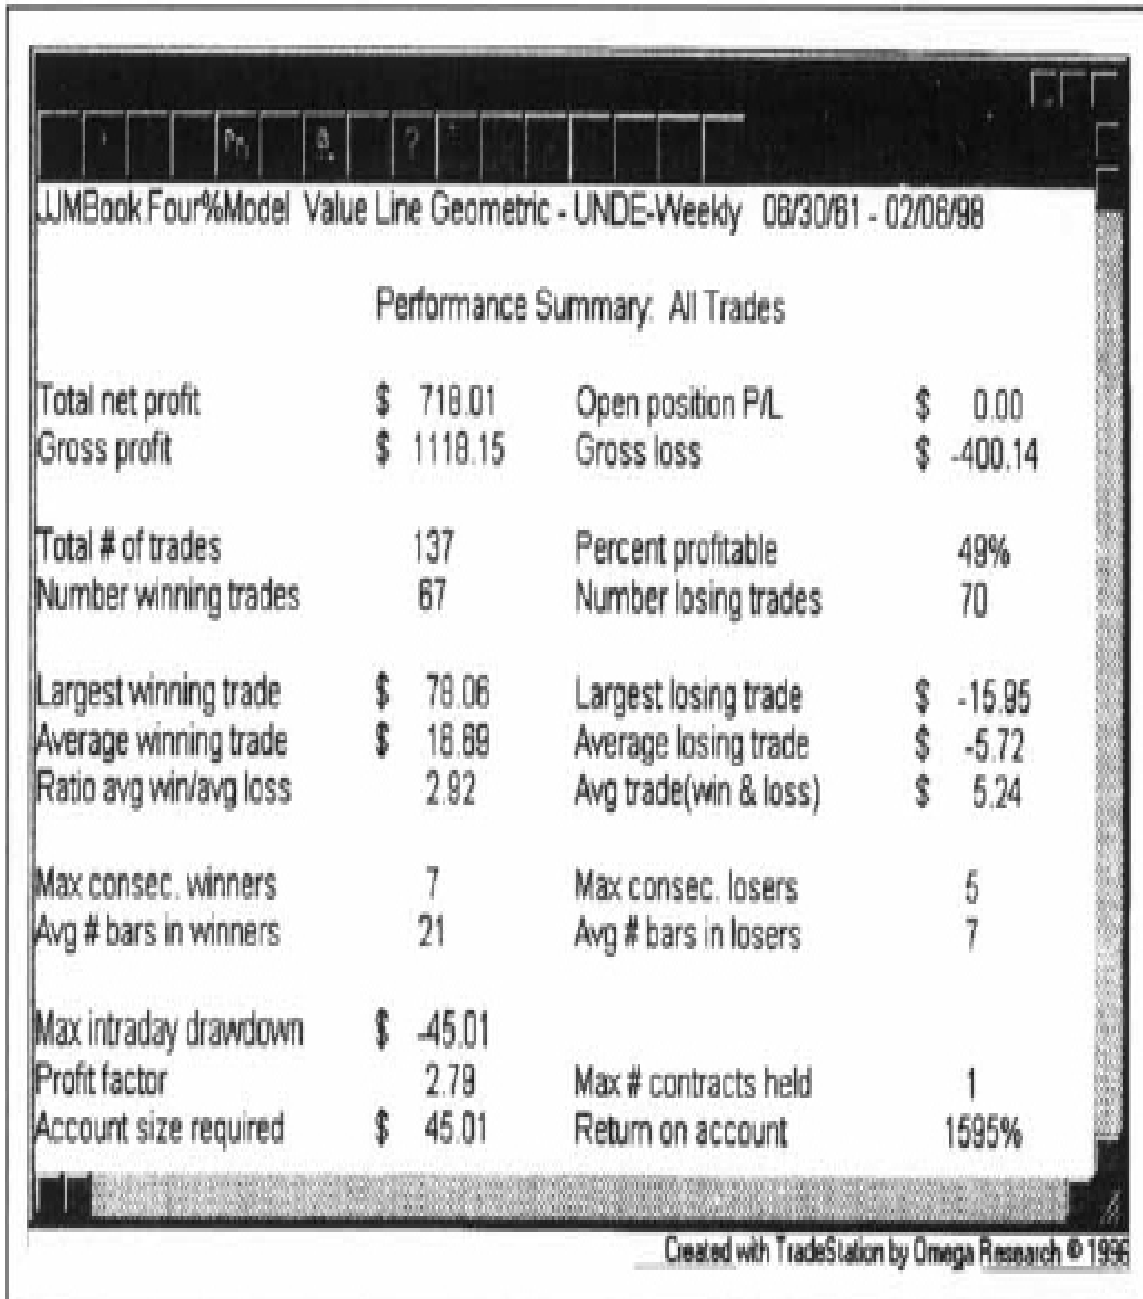 JJMBook Four%Model Value Line Geometric - UNDE-Weekly 06/30/61 - 02/06/98
Performance Summary: All Trades
Total net profit $ 718.01 Open position P/L $ 0.00
Gross profit $ 1118.15 Gross loss $ -400.14
Total # of trades 137 Percent profitable 49%
Number winning trades 67 Number losing trades 70
Largest winning trade $ 78.06 Largest losing trade $ -15.95
Average winning trade $ 16.69 Average losing trade $ -5.72
Ratio avg win/avg loss 2.92 Avg trade(win & loss) $ 5.24
Max consec. winners 7 Max consec. losers 5
Avg # bars in winners 21 Avg # bars in losers 7
Max intraday drawdown $ -45.01
Profit factor 2.79 Max # contracts held 1
Account size required $ 45.01 Return on account 1595%
Created with TradeStation by Omega Research © 1996